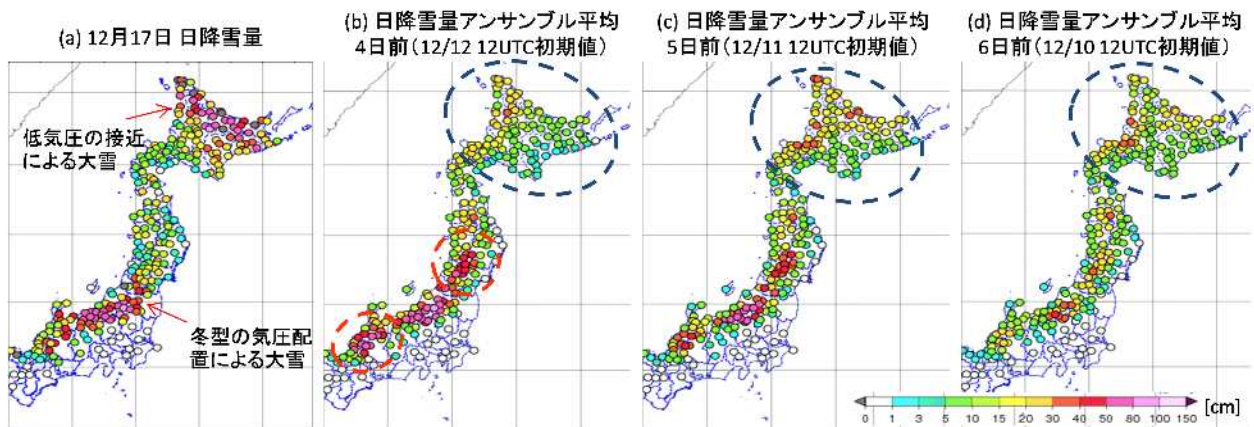 (a) 12月17日 日降雪量
(b) 日降雪量アンサンブル平均
4日前(12/12 12UTC初期値)
(c) 日降雪量アンサンブル平均
5日前(12/11 12UTC初期値)
(d) 日降雪量アンサンブル平均
6日前(12/10 12UTC初期値)
低気圧の接近
による大雪
冬型の気圧配
置による大雪
0 1 3 5 10 15 20 30 40 50 80 100 150 [cm]